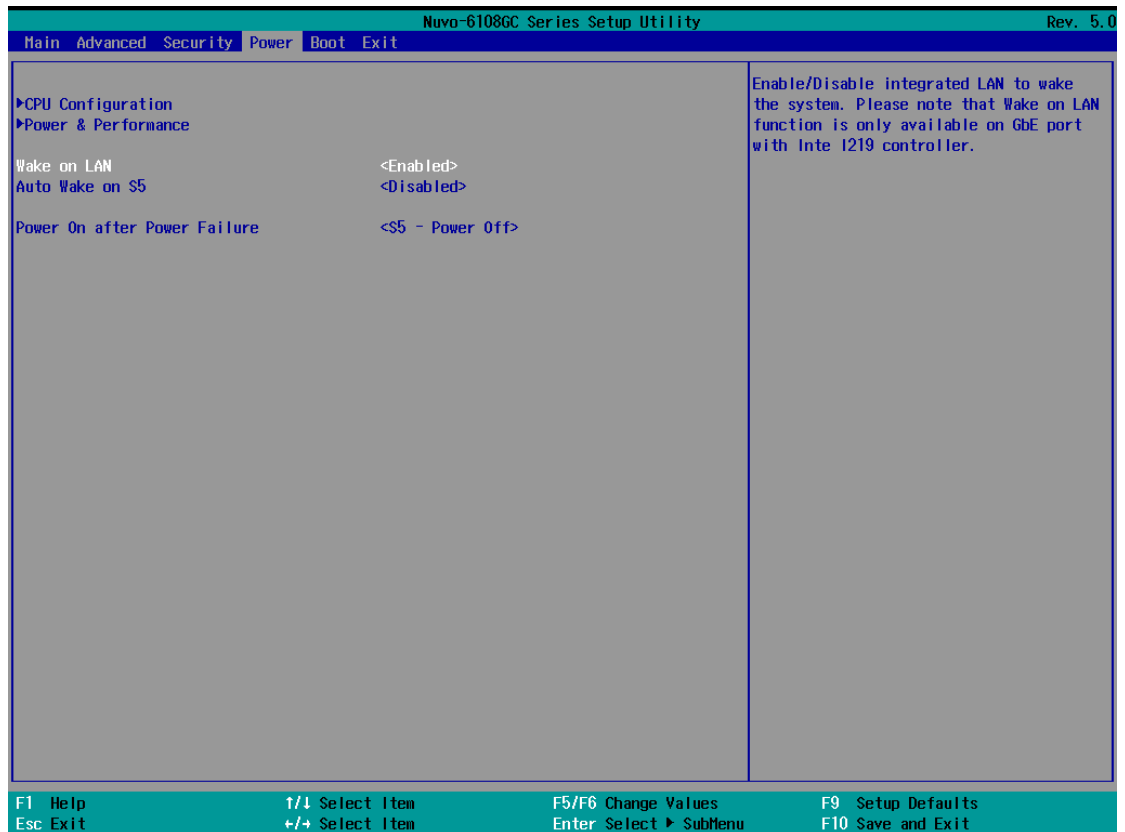 Nuvo-6108GC Series Setup Utility Rev. 5.0
Main Advanced Security Power Boot Exit
▶CPU Configuration
▶Power & Performance
Wake on LAN <Enabled>
Auto Wake on S5 <Disabled>
Power On after Power Failure <S5 - Power Off>
Enable/Disable integrated LAN to wake
the system. Please note that Wake on LAN
function is only available on GbE port
with Inte I219 controller.
F1 Help ↑/↓ Select Item F5/F6 Change Values F9 Setup Defaults
Esc Exit ←/→ Select Item Enter Select ▶ SubMenu F10 Save and Exit